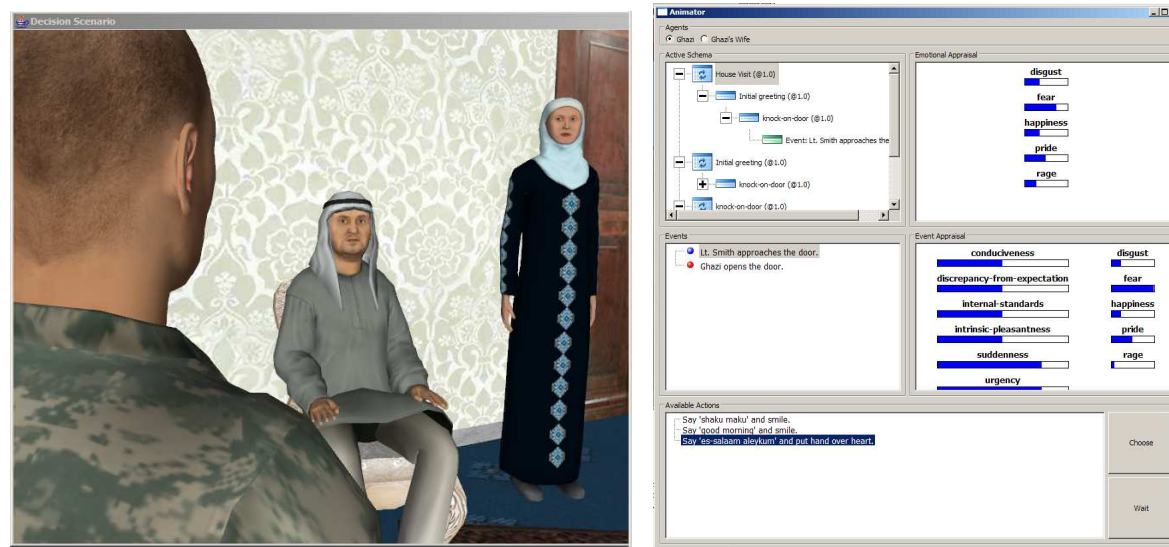 Decision Scenario
Animator
Agents
Ghazi
Ghazi's Wife
Active Schema
House Visit (@1.0)
Initial greeting (@1.0)
knock-on-door (@1.0)
Event: Lt. Smith approaches the
Initial greeting (@1.0)
knock-on-door (@1.0)
knock-on-door (@1.0)
Emotional Appraisal
disgust
fear
happiness
pride
rage
Events
Lt. Smith approaches the door.
Ghazi opens the door.
Event Appraisal
conduciveness
disgust
discrepancy-from-expectation
fear
internal-standards
happiness
intrinsic-pleasantness
pride
suddenness
rage
urgency
Available Actions
Say 'shaku maku' and smile.
Say 'good morning' and smile.
Say 'es-salaam aleykum' and put hand over heart.
Choose
Wait